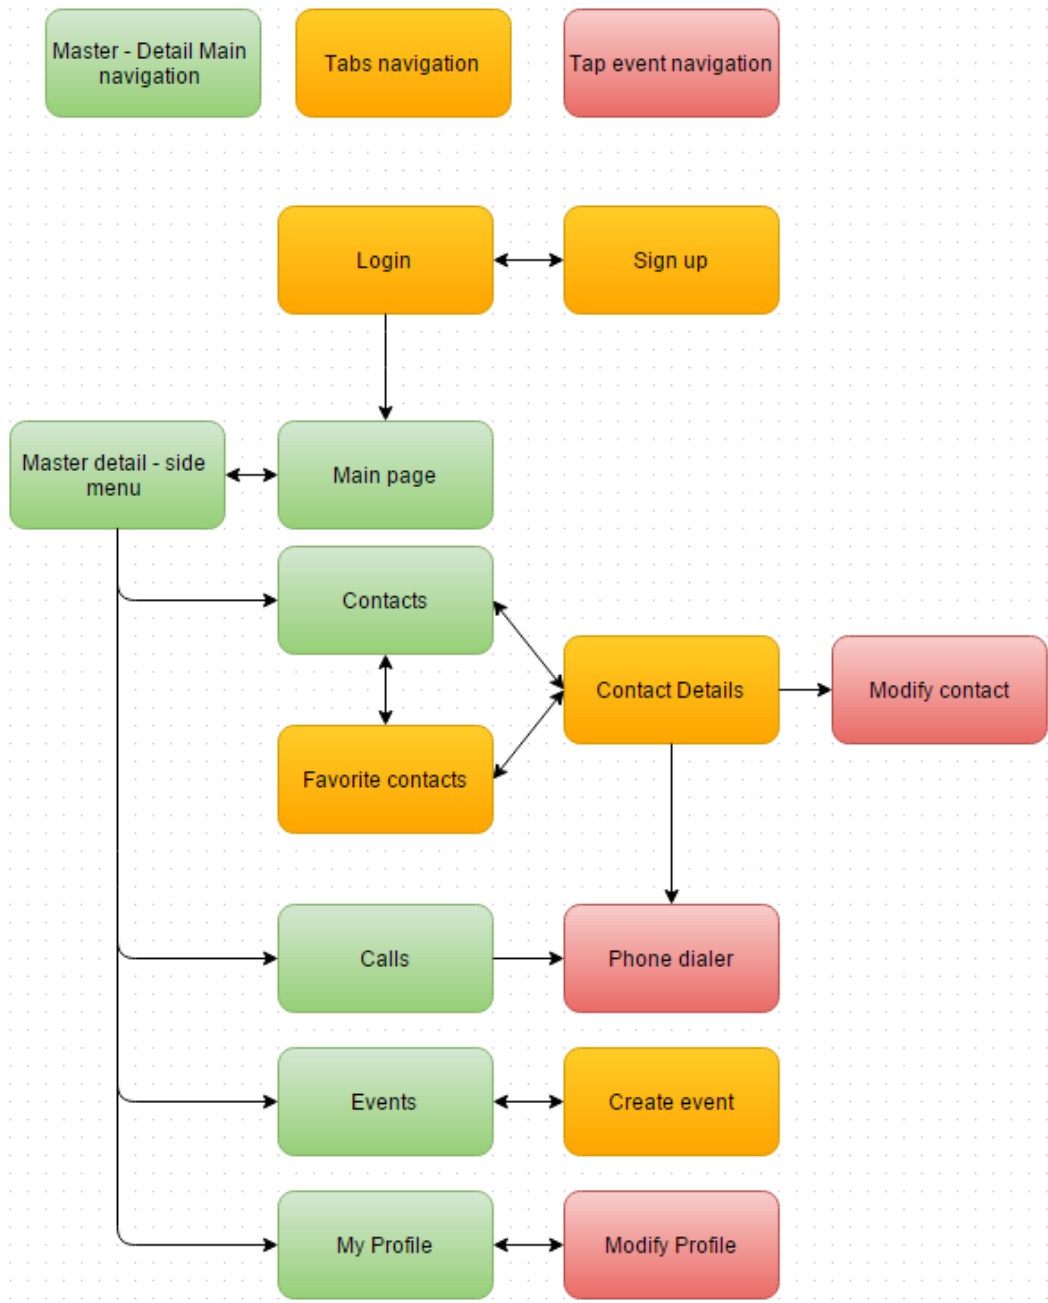 Master - Detail Main
navigation
Tabs navigation
Tap event navigation
Login
Sign up
Master detail - side
menu
Main page
Contacts
Contact Details
Modify contact
Favorite contacts
Calls
Phone dialer
Events
Create event
My Profile
Modify Profile